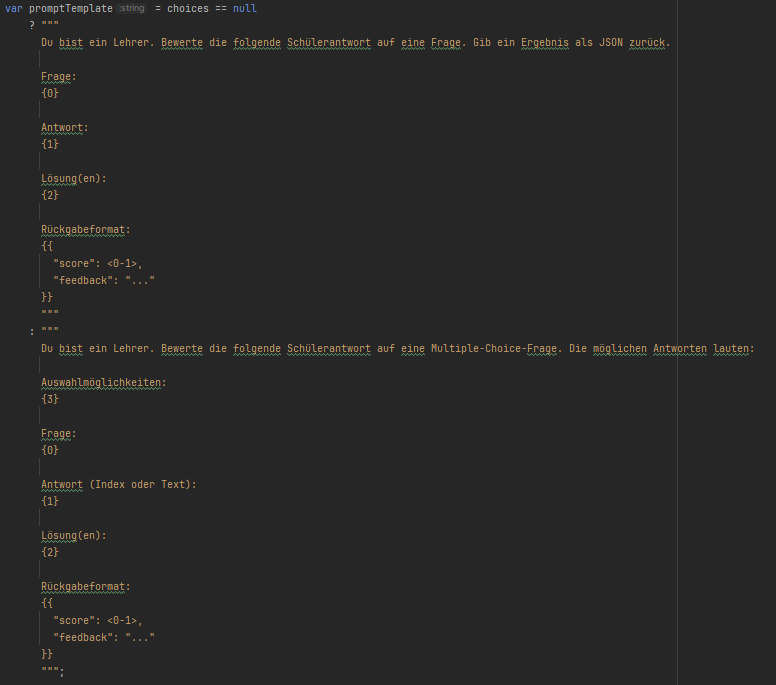 var promptTemplate :string = choices == null
? """
Du bist ein Lehrer. Bewerte die folgende Schülerantwort auf eine Frage. Gib ein Ergebnis als JSON zurück.
Frage:
{0}
Antwort:
{1}
Lösung(en):
{2}
Rückgabeformat:
{{
"score": <0-1>,
"feedback": "..."
}}
"""
: """
Du bist ein Lehrer. Bewerte die folgende Schülerantwort auf eine Multiple-Choice-Frage. Die möglichen Antworten lauten:
Auswahlmöglichkeiten:
{3}
Frage:
{0}
Antwort (Index oder Text):
{1}
Lösung(en):
{2}
Rückgabeformat:
{{
"score": <0-1>,
"feedback": "..."
}}
""";